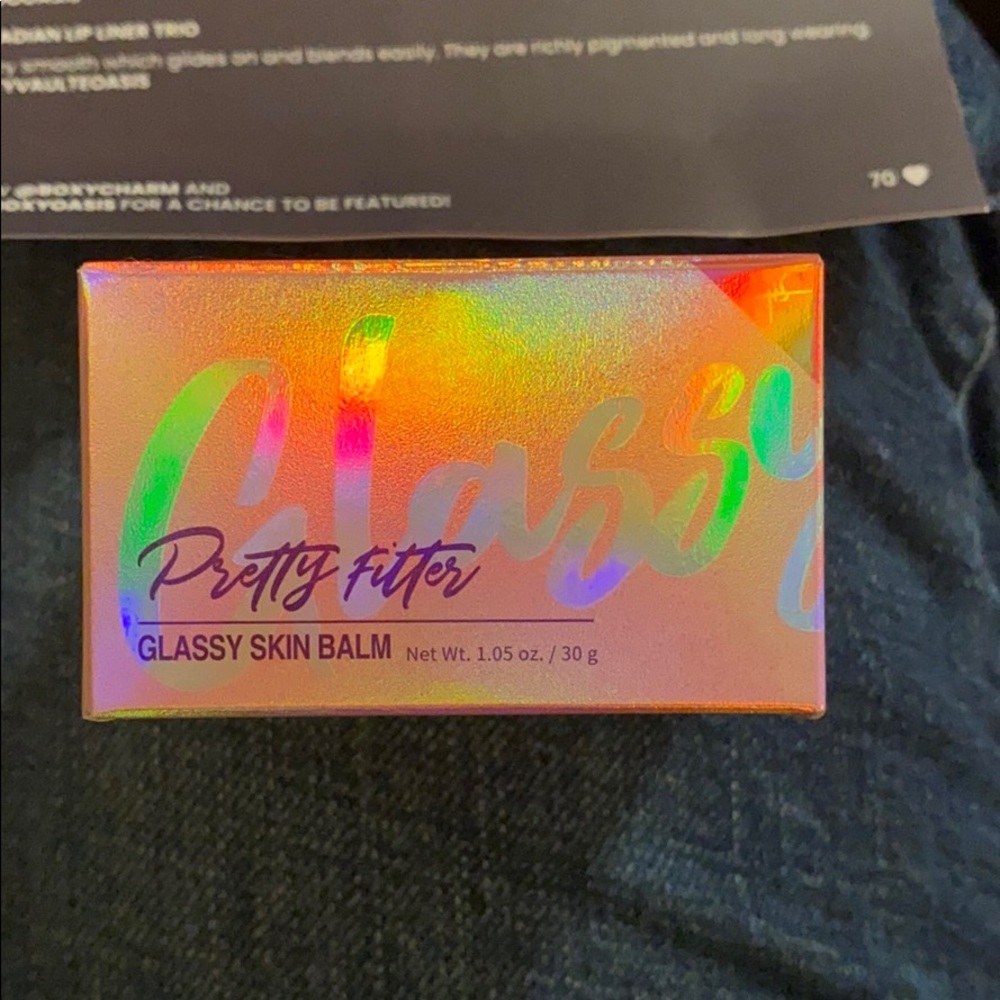 ADIAN LIP LINER TRIO
y smooth which glides on and blends easily. They are richly pigmented and long wearing.
YVAULTEOASIS
@BOXYCHARM AND
OXYOASIS FOR A CHANCE TO BE FEATURED!
70
Glassy
Pretty Filter
GLASSY SKIN BALM Net Wt. 1.05 oz. / 30 g